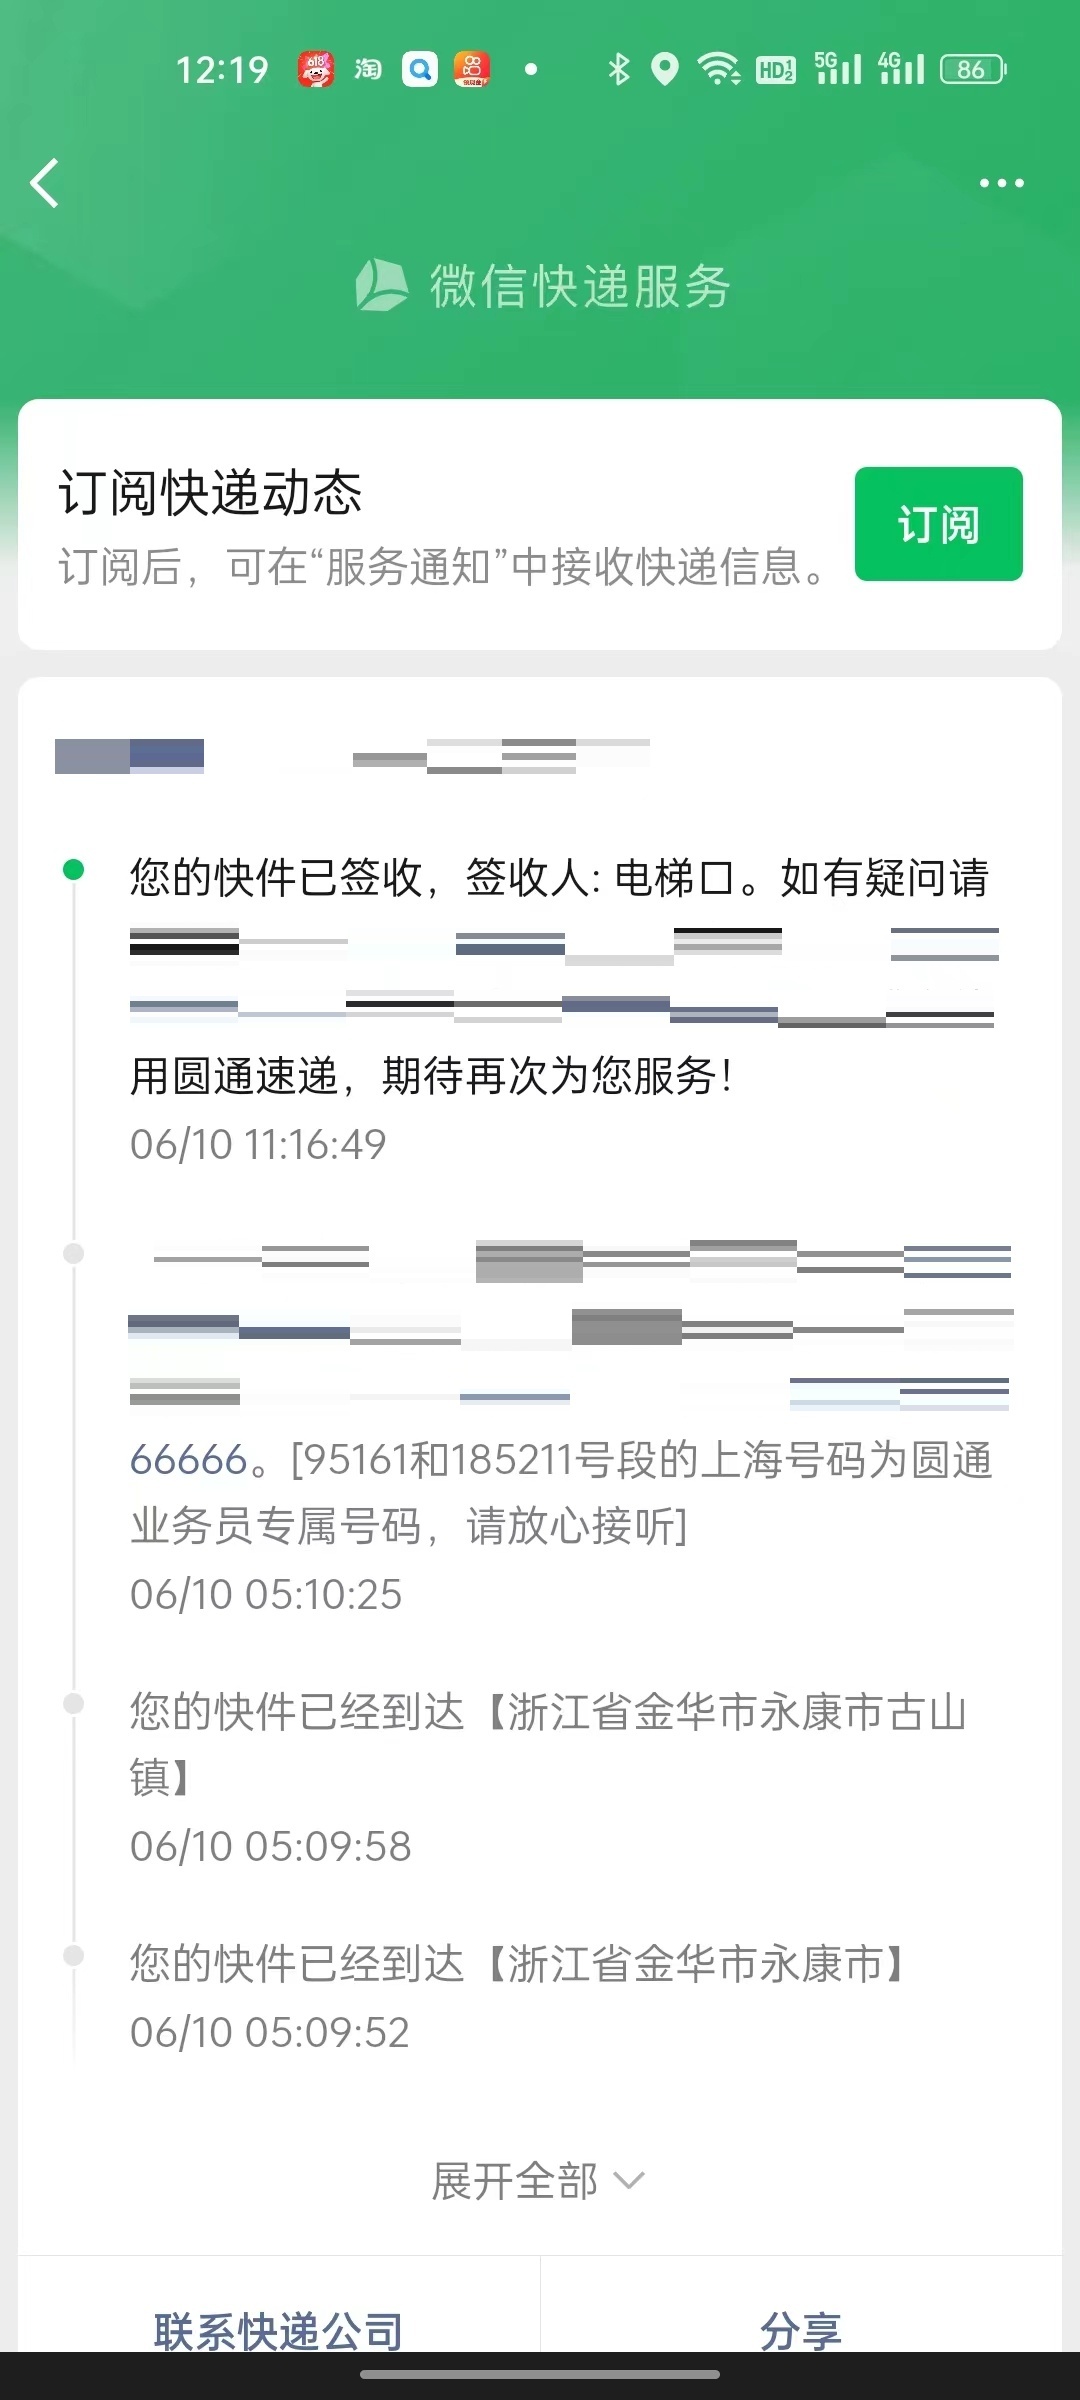 12:19
618
淘
HD 1 2
5G
4G
86
微信快递服务
订阅快递动态
订阅后，可在“服务通知”中接收快递信息。
订阅
您的快件已签收，签收人: 电梯口。如有疑问请
用圆通速递，期待再次为您服务!
06/10 11:16:49
66666。[95161和185211号段的上海号码为圆通
业务员专属号码，请放心接听]
06/10 05:10:25
您的快件已经到达【浙江省金华市永康市古山
镇】
06/10 05:09:58
您的快件已经到达【浙江省金华市永康市】
06/10 05:09:52
展开全部
联系快递公司
分享